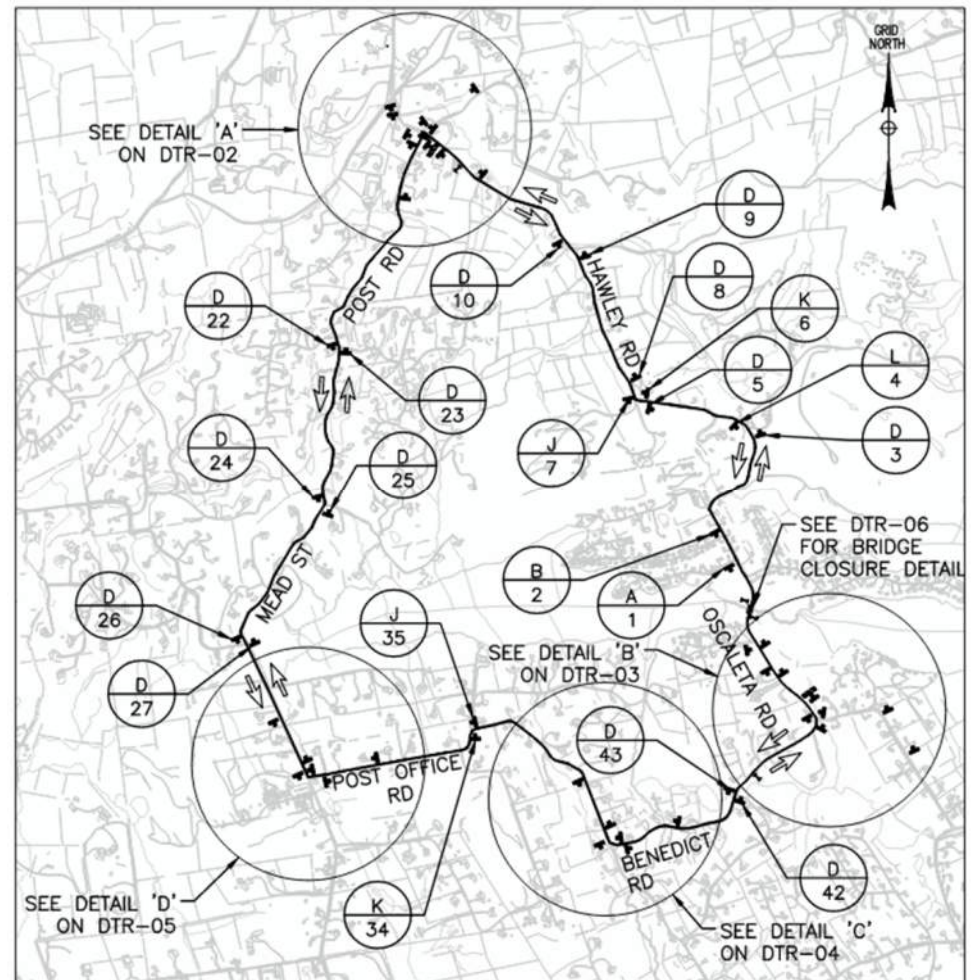 GRID
NORTH
SEE DETAIL 'A'
ON DTR-02
D
9
D
10
HAWLEY RD
D
8
POST RD
D
22
K
6
D
5
L
4
D
23
J
7
D
3
D
24
D
25
SEE DTR-06
FOR BRIDGE
CLOSURE DETAIL
B
2
A
1
MEAD ST
D
26
J
35
OSCALETA RD
SEE DETAIL 'B'
ON DTR-03
D
27
D
43
POST OFFICE
RD
BENEDICT
RD
D
42
SEE DETAIL 'D'
ON DTR-05
K
34
SEE DETAIL 'C'
ON DTR-04